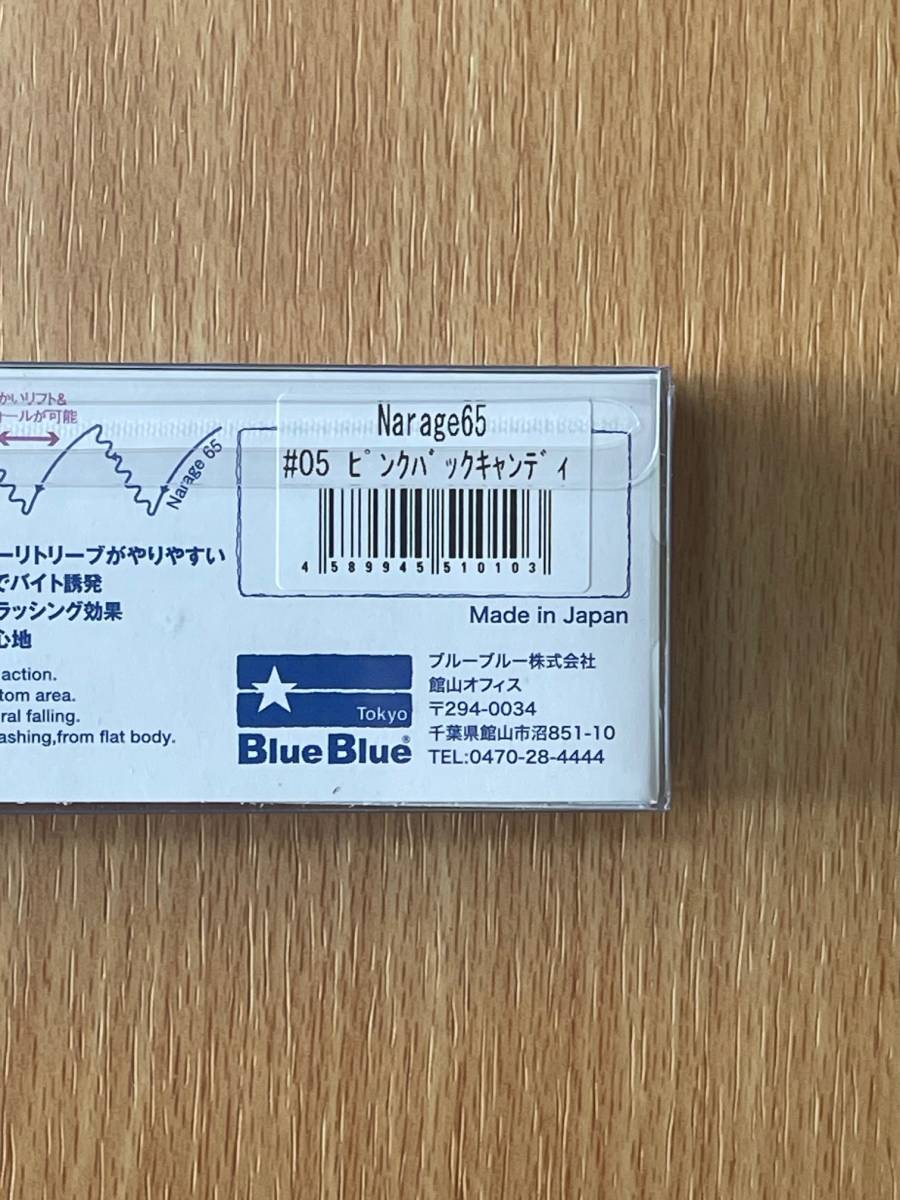 かいリフト&
ォールが可能
Narage 65
Narage65
#05 ﾋﾟﾝｸﾊﾞｯｸｷｬﾝﾃﾞｨ
4 589945 510103
ーリトリーブがやりやすい
でバイト誘発
ラッシング効果
心地
action.
tom area.
ral falling.
ashing,from flat body.
Made in Japan
Tokyo
BlueBlue®
ブルーブルー株式会社
館山オフィス
〒294-0034
千葉県館山市沼851-10
TEL:0470-28-4444